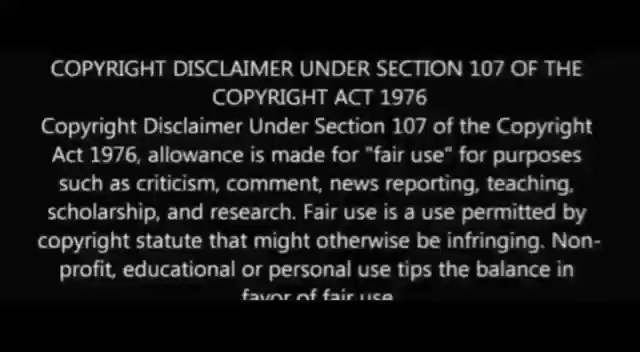 COPYRIGHT DISCLAIMER UNDER SECTION 107 OF THE
COPYRIGHT ACT 1976
Copyright Disclaimer Under Section 107 of the Copyright
Act 1976, allowance is made for "fair use" for purposes
such as criticism, comment, news reporting, teaching,
scholarship, and research. Fair use is a use permitted by
copyright statute that might otherwise be infringing. Non-
profit, educational or personal use tips the balance in
favor of fair use